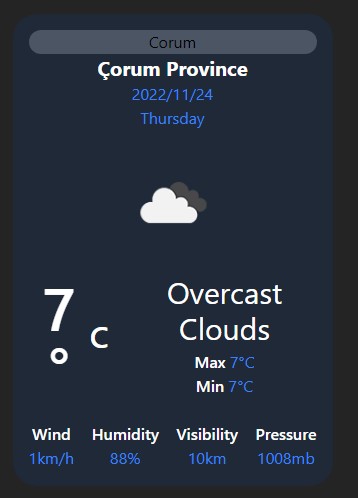 Corum
Çorum Province
2022/11/24
Thursday
7° C
Overcast
Clouds
Max 7°C
Min 7°C
Wind Humidity Visibility Pressure
1km/h 88% 10km 1008mb